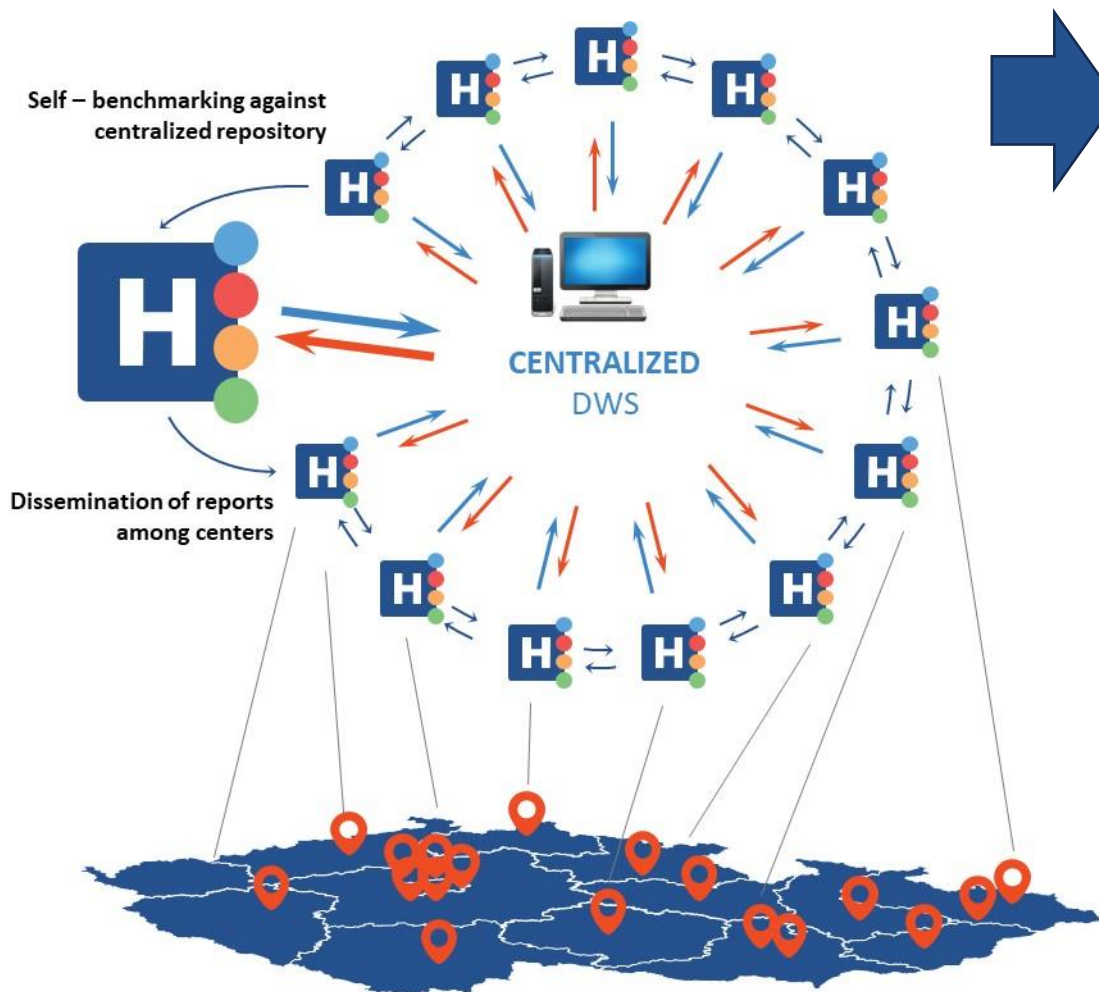 H
H
H
Self – benchmarking against
centralized repository
H
H
H
H
CENTRALIZED
DWS
H
H
Dissemination of reports
among centers
H
H
H
H